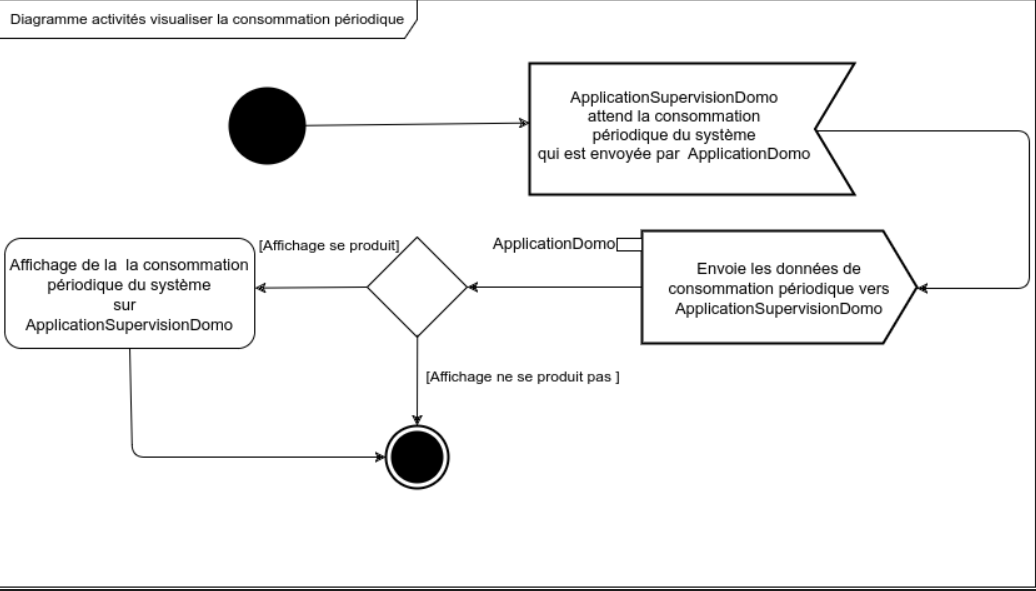 Diagramme activités visualiser la consommation périodique
ApplicationSupervisionDomo
attend la consommation
périodique du système
qui est envoyée par ApplicationDomo
[Affichage se produit]
ApplicationDomo
Affichage de la la consommation
périodique du système
sur
ApplicationSupervisionDomo
Envoie les données de
consommation périodique vers
ApplicationSupervisionDomo
[Affichage ne se produit pas ]